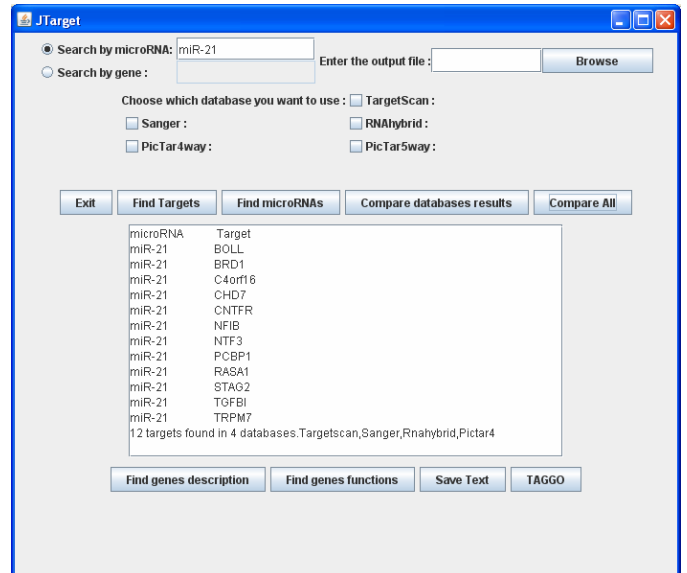 JTarget
Search by microRNA: miR-21
Enter the output file : Browse
Search by gene :
Choose which database you want to use : TargetScan :
Sanger : RNAhybrid :
PicTar4way : PicTar5way :
Exit Find Targets Find microRNAs Compare databases results Compare All
microRNA Target
miR-21 BOLL
miR-21 BRD1
miR-21 C4orf16
miR-21 CHD7
miR-21 CNTFR
miR-21 NFIB
miR-21 NTF3
miR-21 PCBP1
miR-21 RASA1
miR-21 STAG2
miR-21 TGFBI
miR-21 TRPM7
12 targets found in 4 databases.Targetscan,Sanger,Rnahybrid,Pictar4
Find genes description Find genes functions Save Text TAGGO